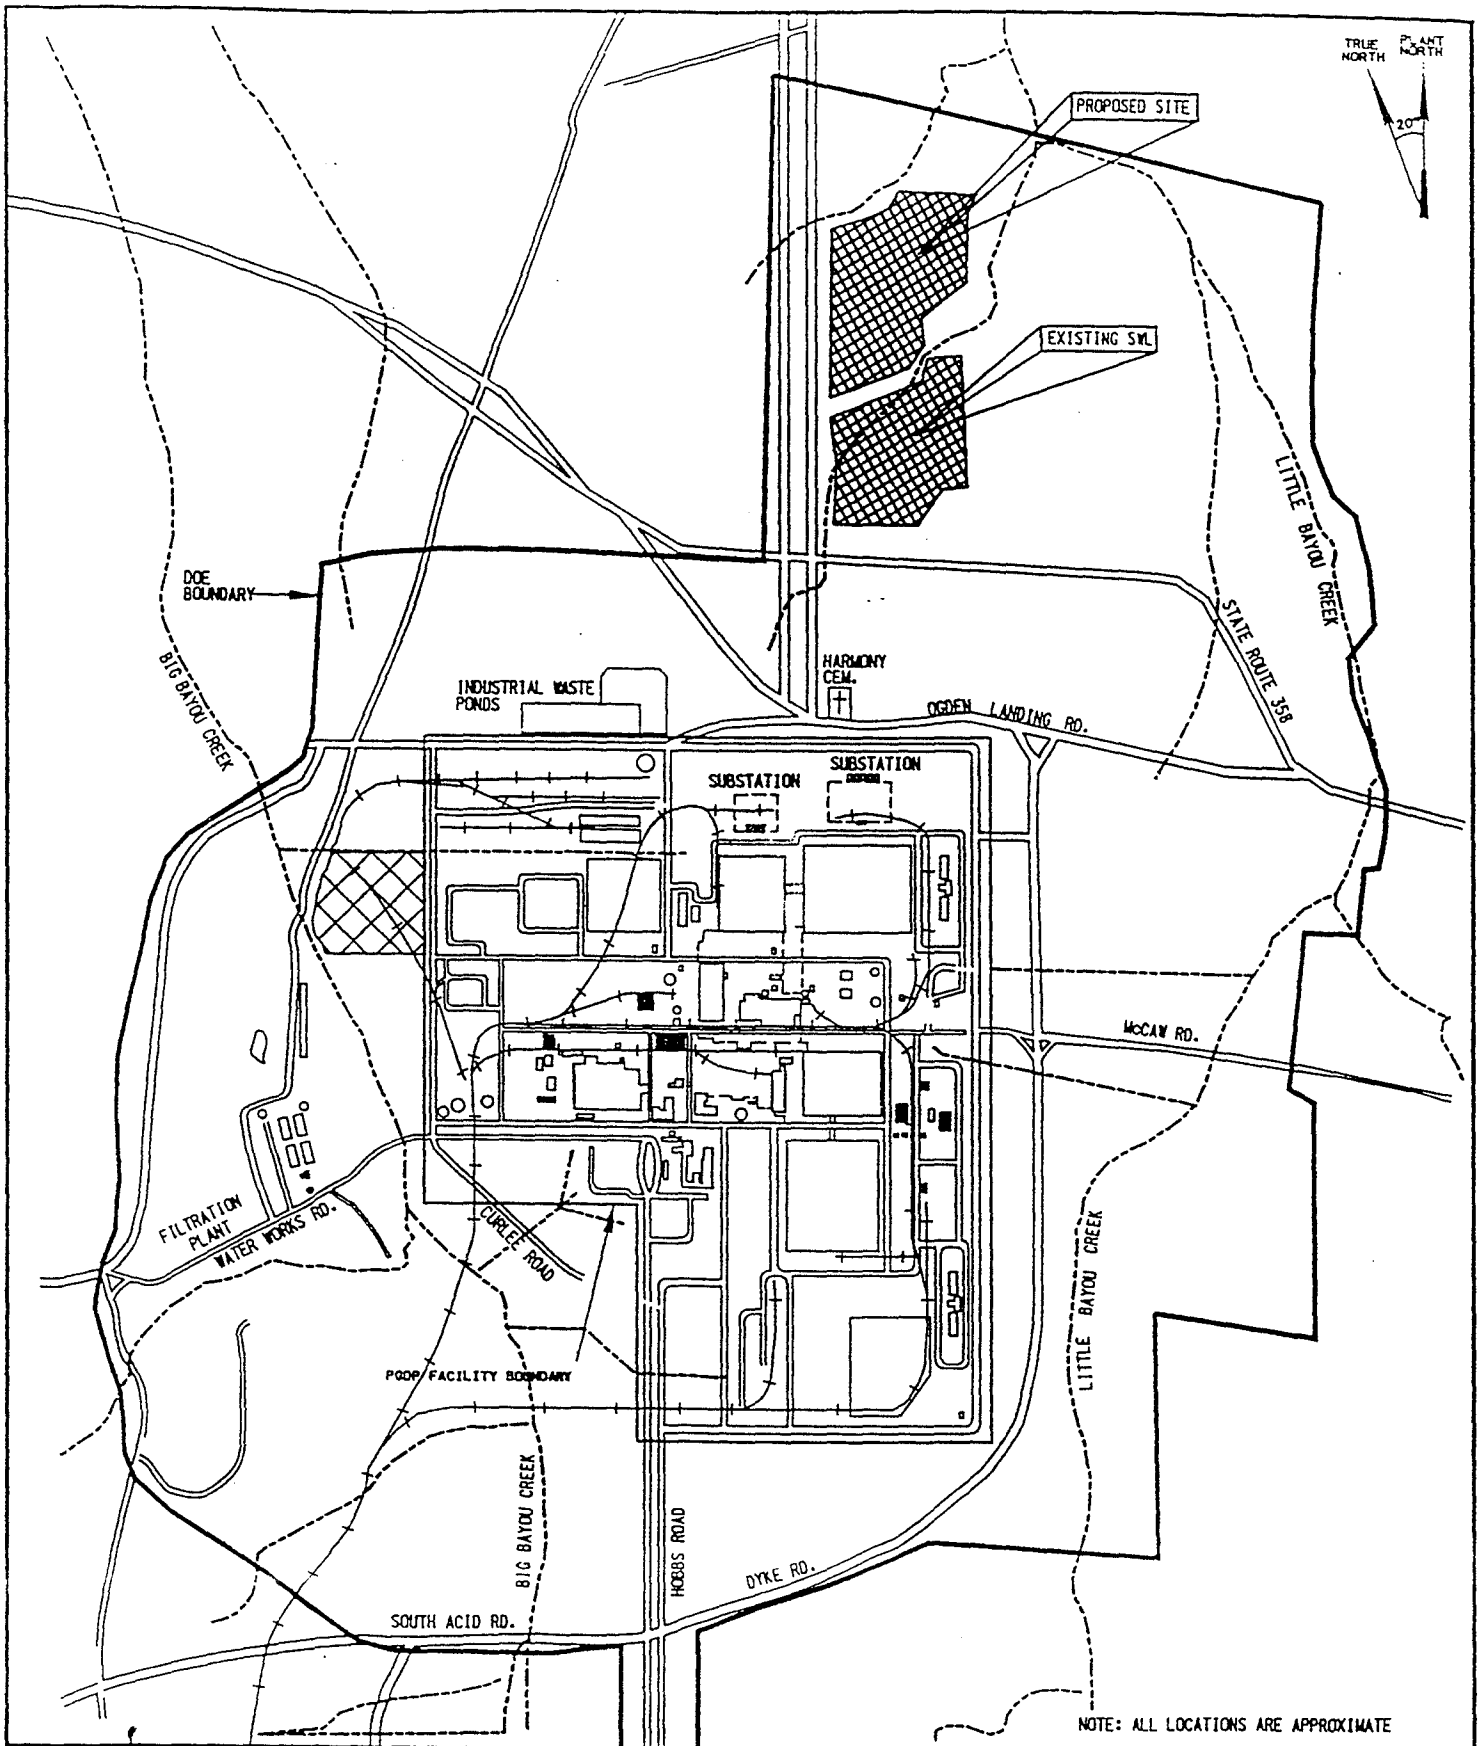 TRUE
NORTH
PLANT
NORTH
20°
PROPOSED SITE
EXISTING SWL
LITTLE BAYOU CREEK
DOE
BOUNDARY
STATE ROUTE 358
BIG BAYOU CREEK
HARMONY
CEM.
INDUSTRIAL WASTE
PONDS
OGDEN LANDING RD.
SUBSTATION
SUBSTATION
McCAW RD.
FILTRATION
PLANT
WATER WORKS RD.
CURLEE ROAD
LITTLE BAYOU CREEK
PGDP FACILITY BOUNDARY
BIG BAYOU CREEK
HOBBS ROAD
DYKE RD.
SOUTH ACID RD.
NOTE: ALL LOCATIONS ARE APPROXIMATE